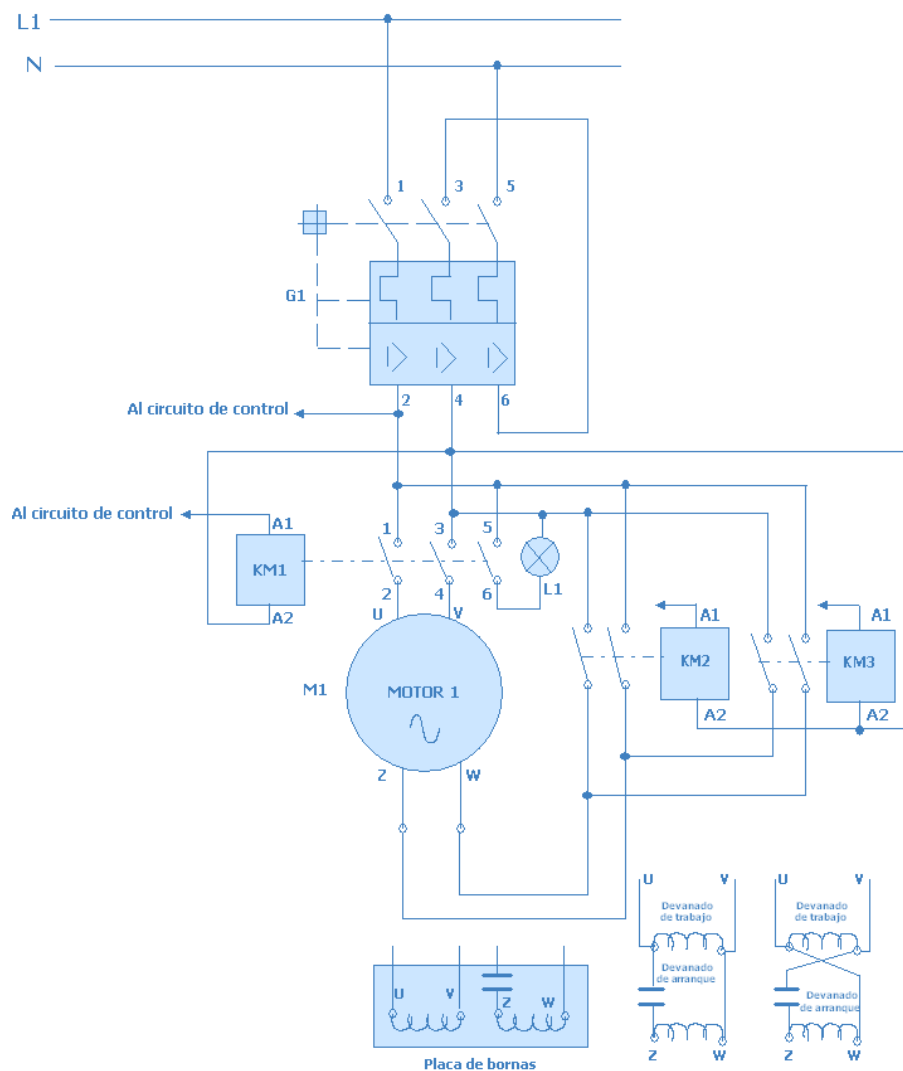 L1
N
1 3 5
G1
2 4 6
Al circuito de control
Al circuito de control
A1
1 3 5
KM1
2 4 6 L1
A2
U V
A1 A1
KM2 KM3
A2 A2
M1 MOTOR 1
Z W
U V U V
Devanado
de trabajo
Devanado
de trabajo
Devanado
de arranque
Devanado
de arranque
U V Z W
Z W Z W
Placa de bornas